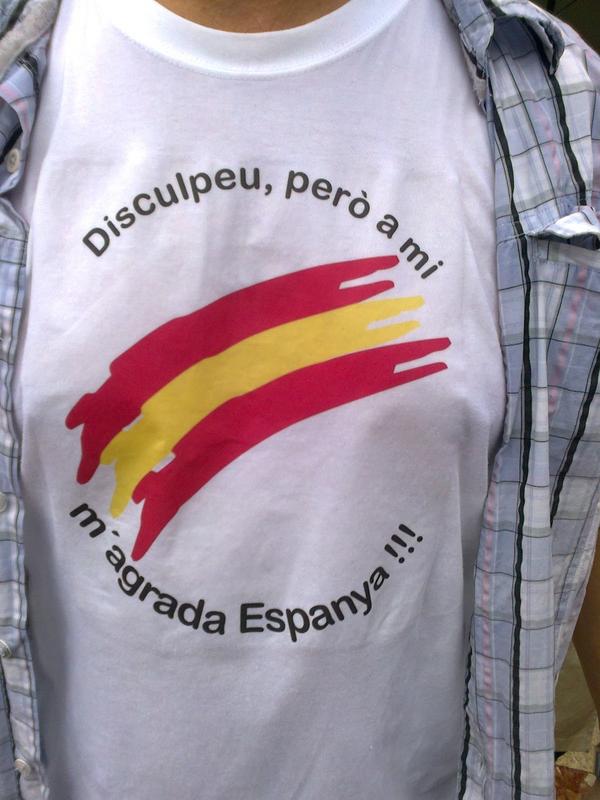 Disculpeu, però a mi
m´agrada Espanya !!!